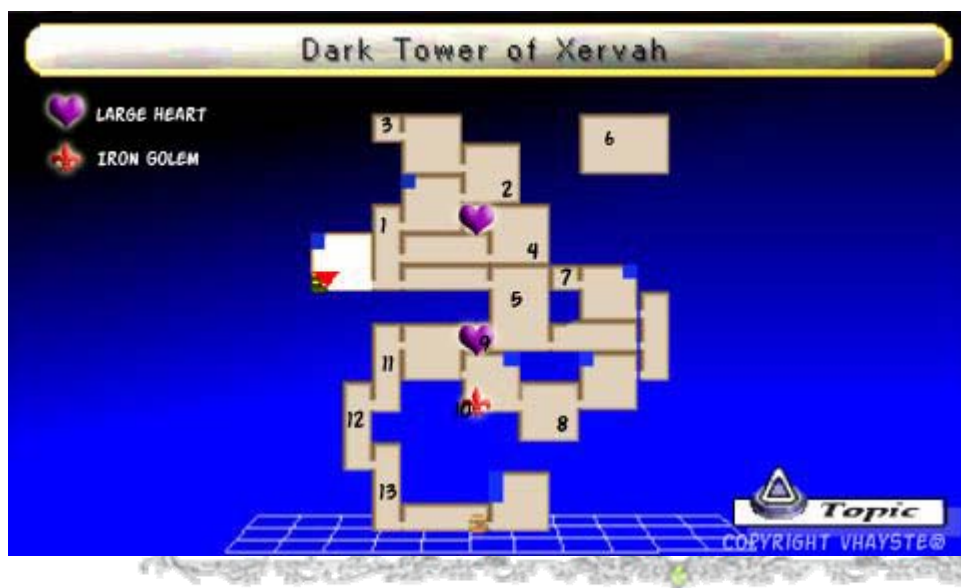 Dark Tower of Xervah
LARGE HEART
IRON GOLEM
3
6
2
1
4
7
5
9
11
10
12
8
13
Topic
COPYRIGHT VHAYSTE®